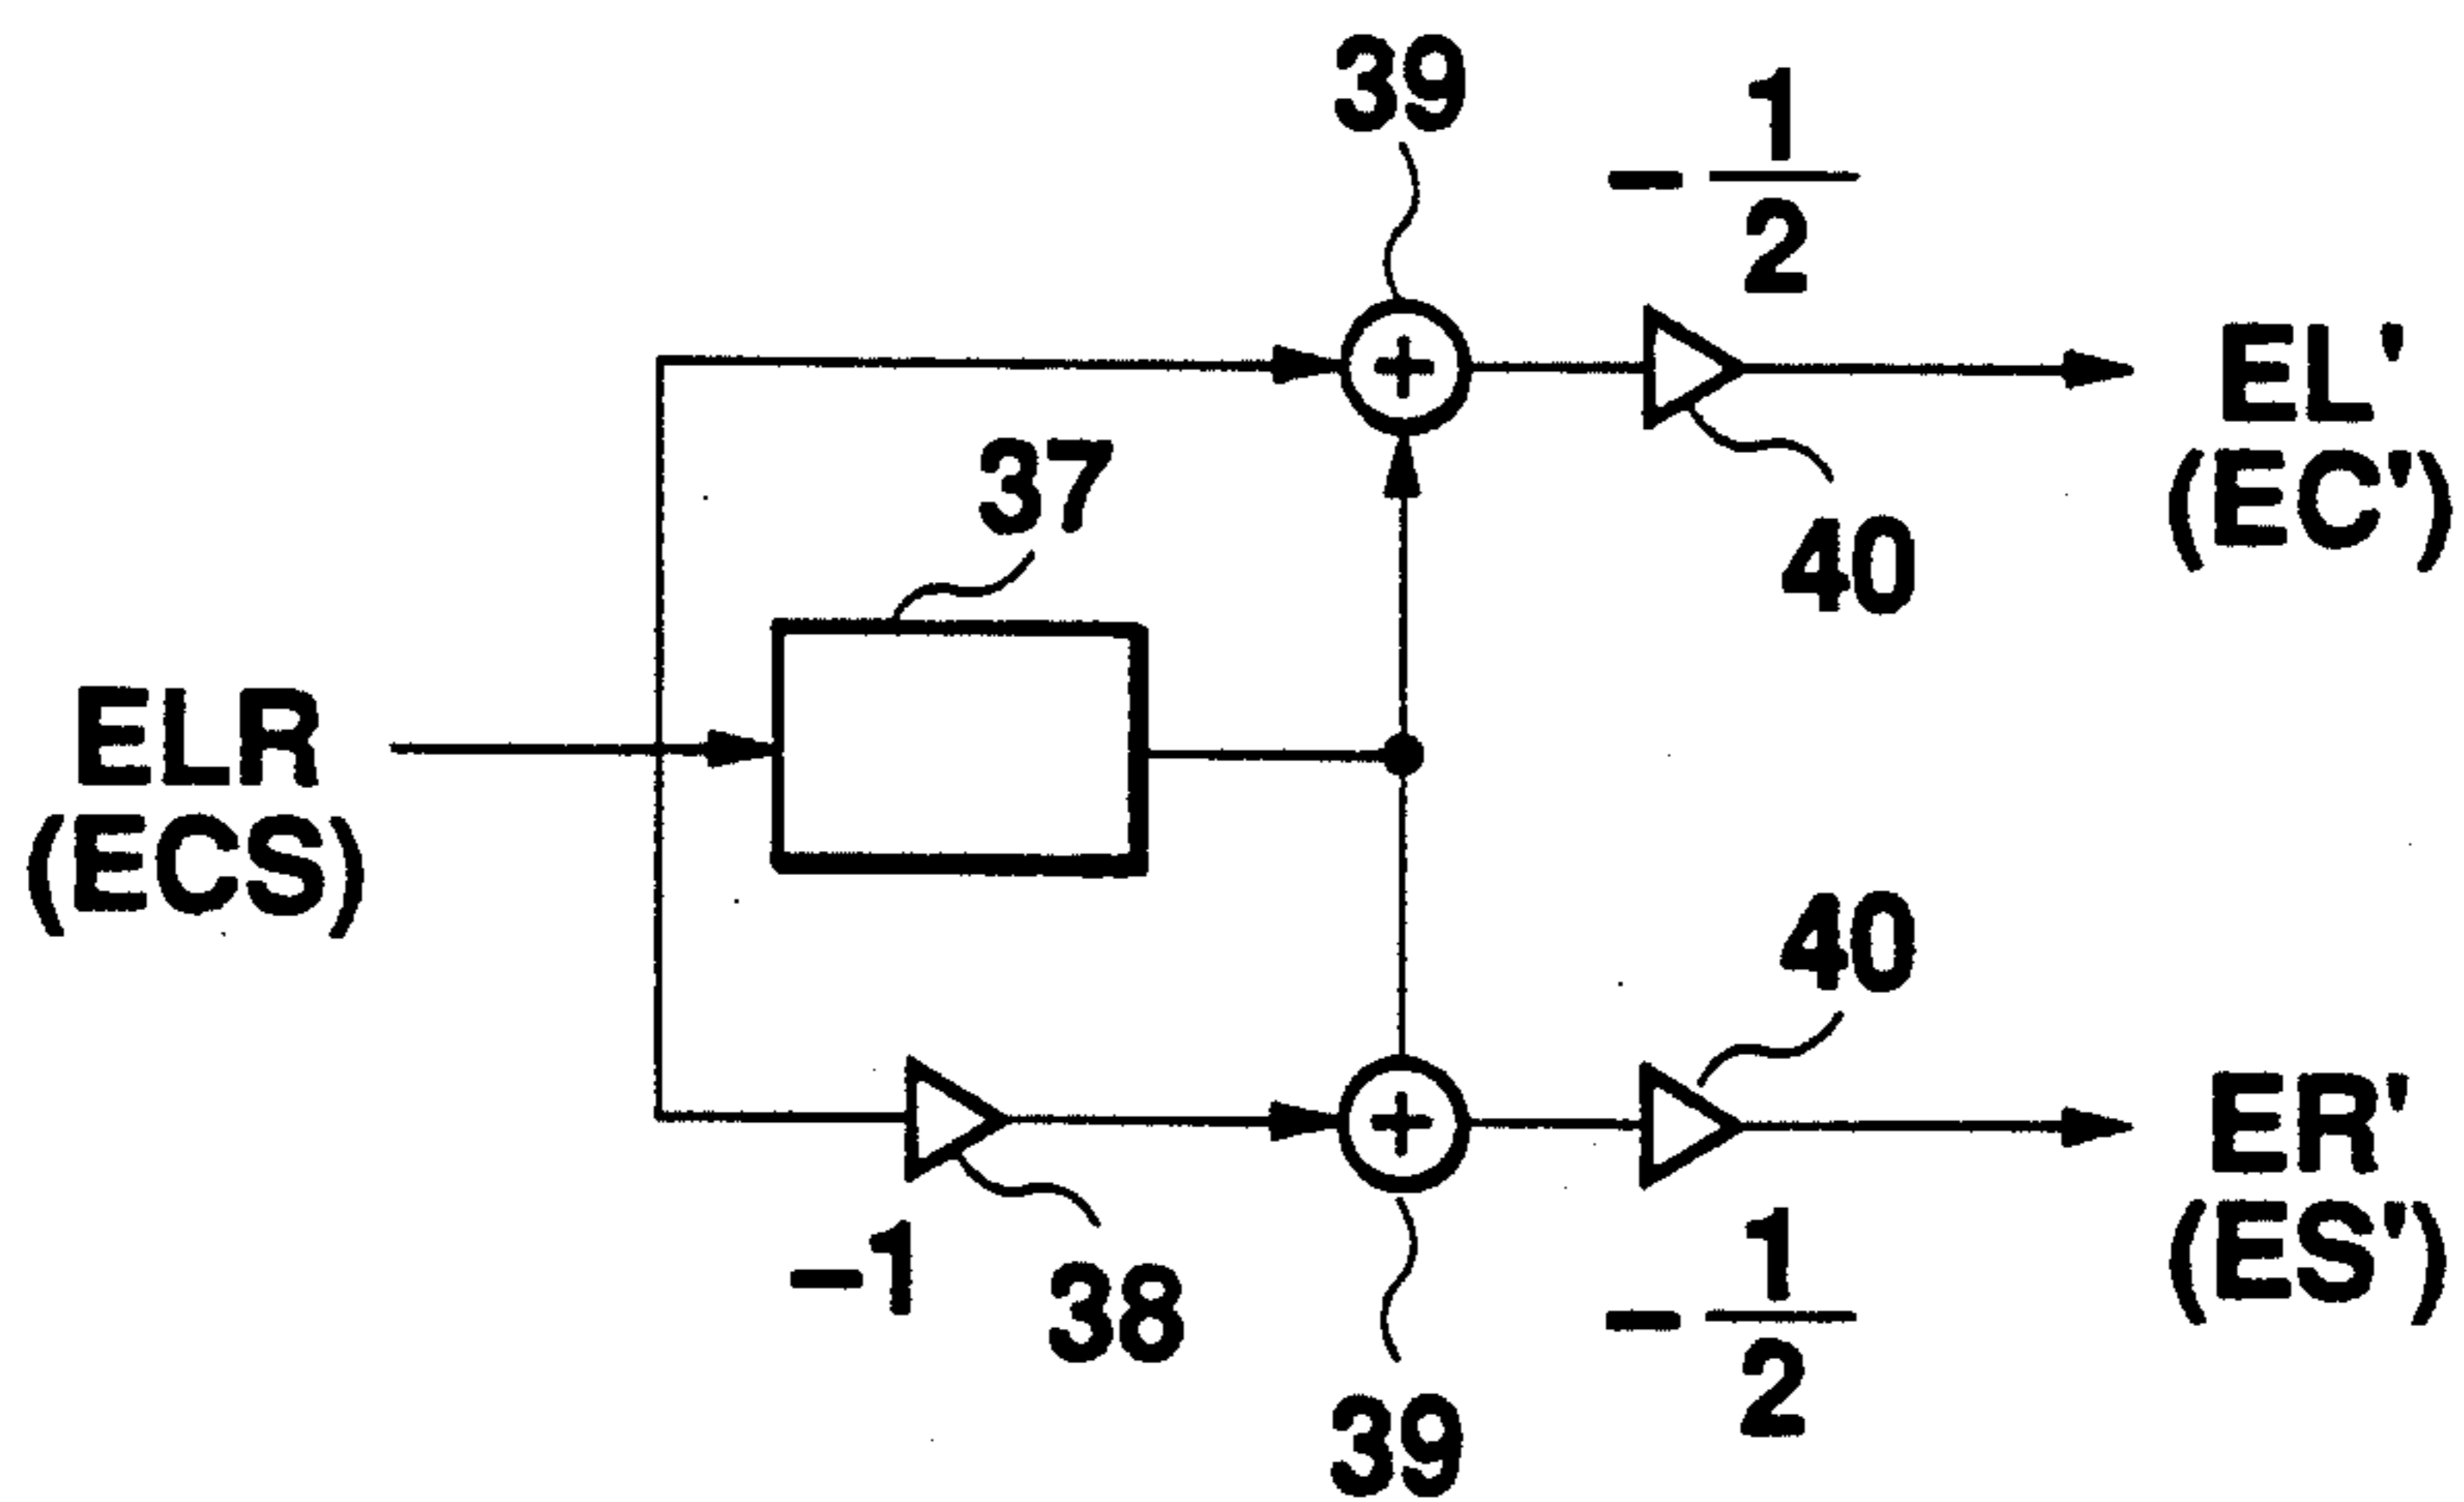 39
- 1/2
EL'
(EC')
37
40
ELR
(ECS)
40
ER'
(ES')
-1
38
- 1/2
39